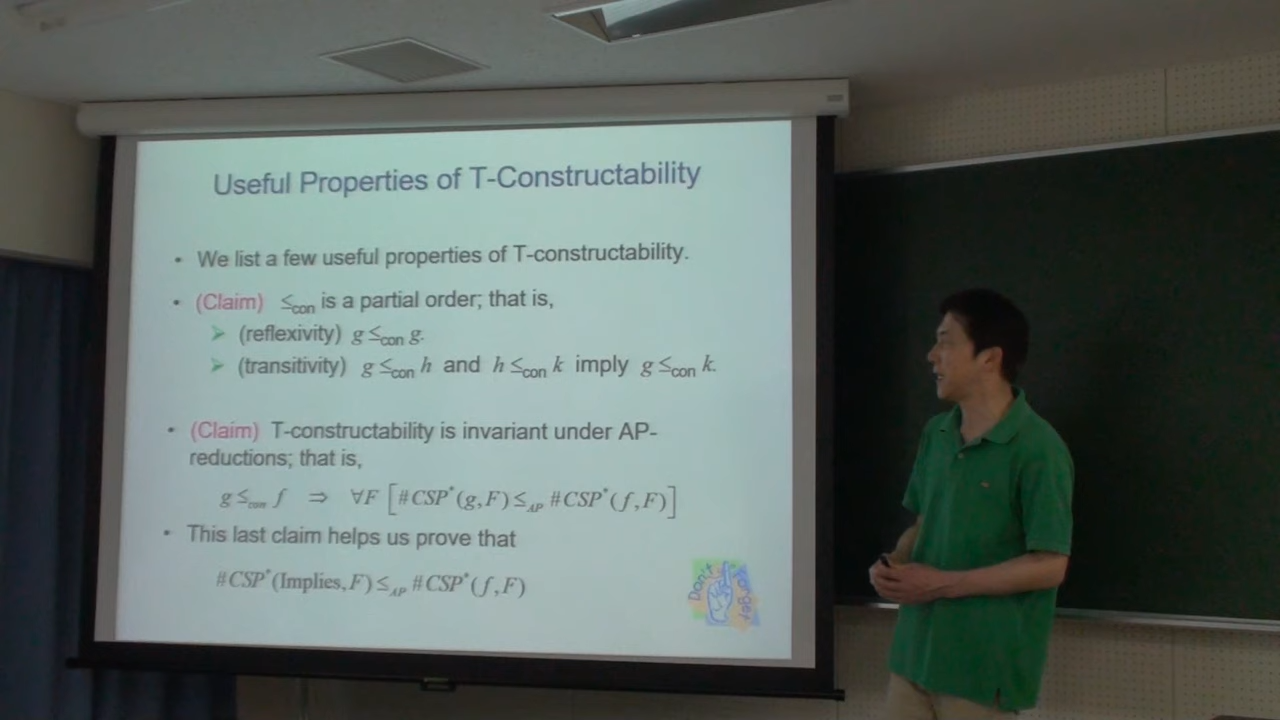 Useful Properties of T-Constructability
• We list a few useful properties of T-constructability.
• (Claim) ≤con is a partial order; that is,
➢ (reflexivity) g ≤con g.
➢ (transitivity) g ≤con h and h ≤con k imply g ≤con k.
• (Claim) T-constructability is invariant under AP-
reductions; that is,
g ≤con f ⇒ ∀F [#CSP*(g,F) ≤AP #CSP*(f,F)]
• This last claim helps us prove that
#CSP*(Implies,F) ≤AP #CSP*(f,F)
Don't
forget